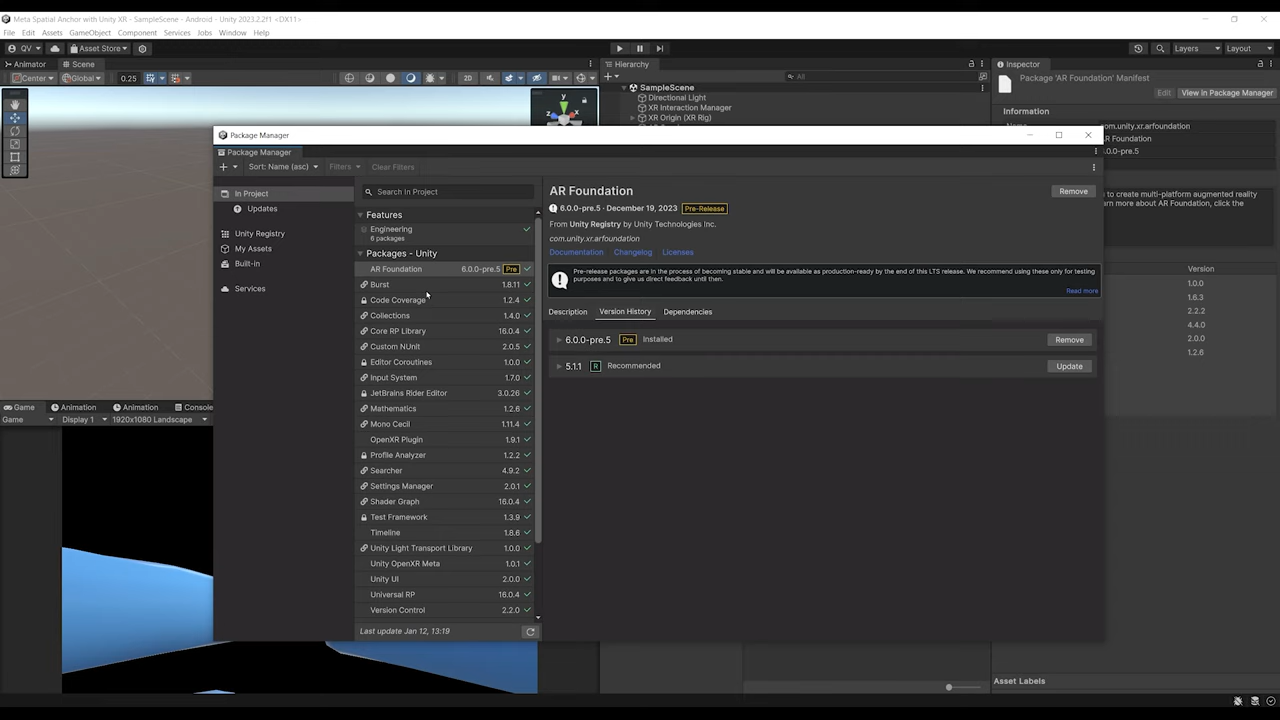 Meta Spatial Anchor with Unity XR - SampleScene - Android - Unity 2023.2.2f1 <DX11>
File Edit Assets GameObject Component Services Jobs Window Help
QV Asset Store Layers Layout
Animator Scene Hierarchy Inspector
Center Global 0.25 2D All
Package 'AR Foundation' Manifest
Edit View In Package Manager
SampleScene
Directional Light
XR Interaction Manager
XR Origin (XR Rig)
Information
com.unity.xr.arfoundation
AR Foundation
.0.0-pre.5
to create multi-platform augmented reality
arn more about AR Foundation, click the
Version
1.0.0
1.6.3
2.2.2
4.4.0
2.0.0
1.2.6
Asset Labels
y
z
Package Manager
Package Manager
Sort: Name (asc) Filters Clear Filters
In Project
Updates
Unity Registry
My Assets
Built-in
Services
Search In Project
Features
Engineering
6 packages
Packages - Unity
AR Foundation 6.0.0-pre.5 Pre
Burst 1.8.11
Code Coverage 1.2.4
Collections 1.4.0
Core RP Library 16.0.4
Custom NUnit 2.0.5
Editor Coroutines 1.0.0
Input System 1.7.0
JetBrains Rider Editor 3.0.26
Mathematics 1.2.6
Mono Cecil 1.11.4
OpenXR Plugin 1.9.1
Profile Analyzer 1.2.2
Searcher 4.9.2
Settings Manager 2.0.1
Shader Graph 16.0.4
Test Framework 1.3.9
Timeline 1.8.6
Unity Light Transport Library 1.0.0
Unity OpenXR Meta 1.0.1
Unity UI 2.0.0
Universal RP 16.0.4
Version Control 2.2.0
Last update Jan 12, 13:19
AR Foundation
Remove
6.0.0-pre.5 · December 19, 2023 Pre-Release
From Unity Registry by Unity Technologies Inc.
com.unity.xr.arfoundation
Documentation Changelog Licenses
Pre-release packages are in the process of becoming stable and will be available as production-ready by the end of this LTS release. We recommend using these only for testing
purposes and to give us direct feedback until then.
Read more
Description Version History Dependencies
6.0.0-pre.5 Pre Installed Remove
5.1.1 R Recommended Update
Game Animation Animation Console
Game Display 1 1920x1080 Landscape